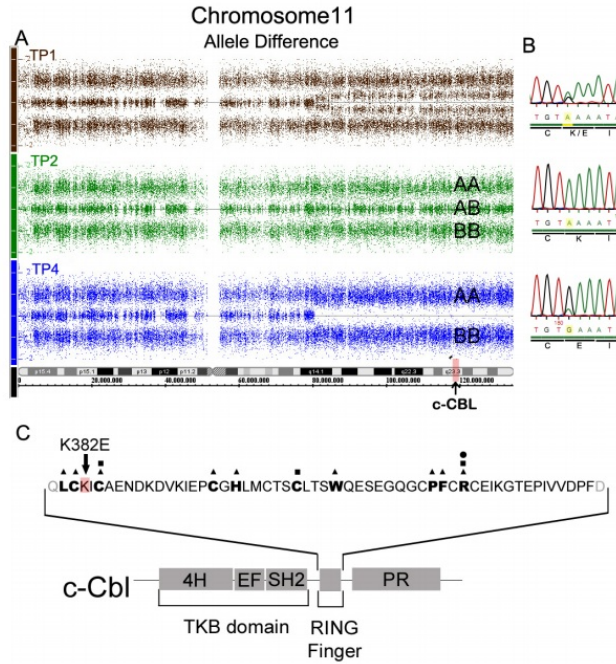 Chromosome11
A
Allele Difference
B
TP1
T G T A A A A T A
C K/E I
TP2
AA
AB
BB
T G T A A A A T
C K I
TP4
AA
BB
T G T G A A A T
C E I
p15.4 p15.1 p13 p12 p11.2 q14.1 q22.3 q23.3
20,000,000 40,000,000 60,000,000 80,000,000 100,000,000 120,000,000
c-CBL
C
K382E
QLCKICAENDKDVKIEPCGHLMCTSCLTSWQESEGQGCPFCRCEIKGTEPIVVDPFD
c-Cbl
4H EF SH2 PR
TKB domain
RING
Finger